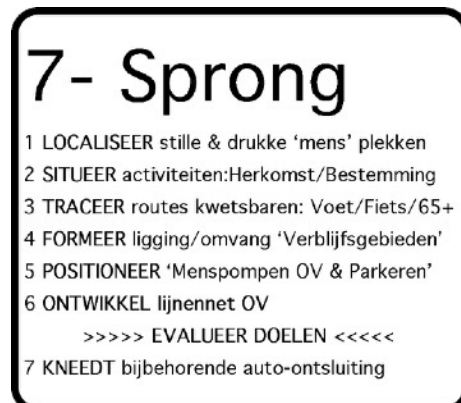 7- Sprong
1 LOCALISEER stille & drukke ‘mens’ plekken
2 SITUEER activiteiten:Herkomst/Bestemming
3 TRACEER routes kwetsbaren: Voet/Fiets/65+
4 FORMEER ligging/omvang ‘Verblijfsgebieden’
5 POSITIONEER ‘Menspompen OV & Parkeren’
6 ONTWIKKEL lijnennet OV
>>>>> EVALUEER DOELEN <<<<<
7 KNEEDT bijbehorende auto-ontsluiting